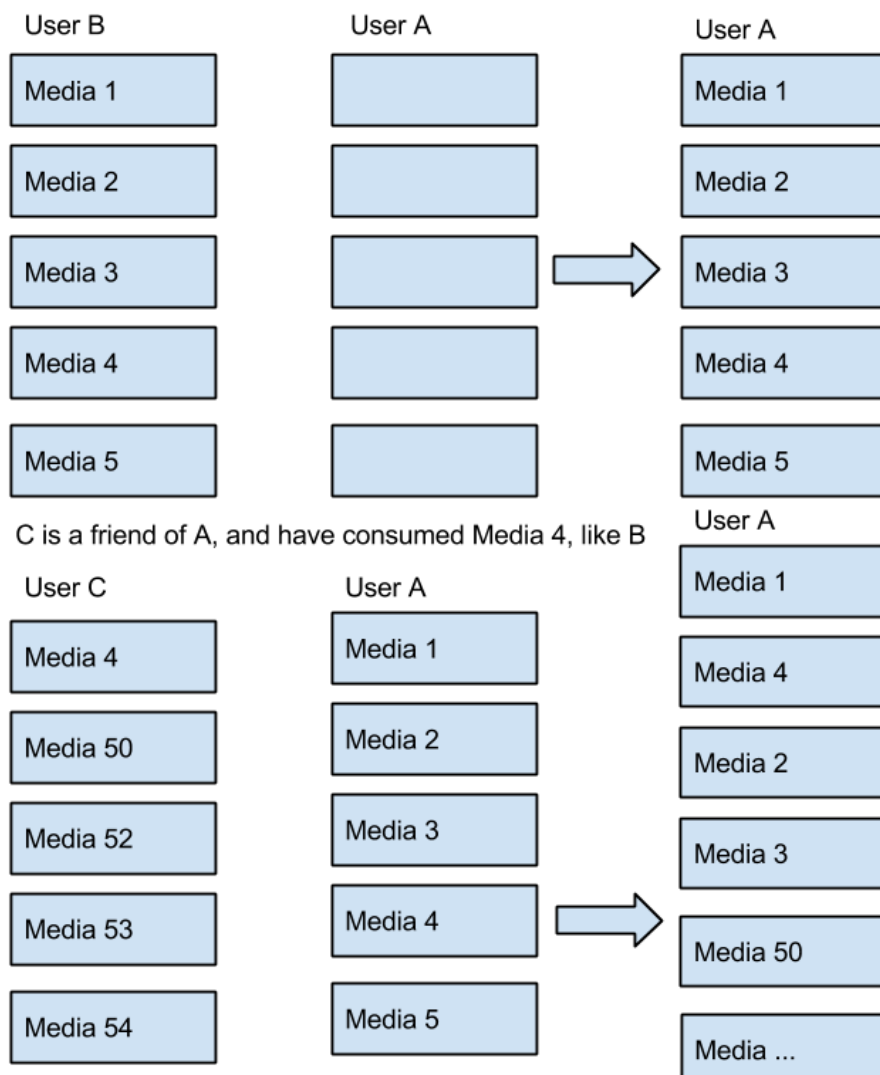 User B
Media 1
Media 2
Media 3
Media 4
Media 5
User A
User A
Media 1
Media 2
Media 3
Media 4
Media 5
C is a friend of A, and have consumed Media 4, like B
User C
Media 4
Media 50
Media 52
Media 53
Media 54
User A
Media 1
Media 2
Media 3
Media 4
Media 5
User A
Media 1
Media 4
Media 2
Media 3
Media 50
Media ...